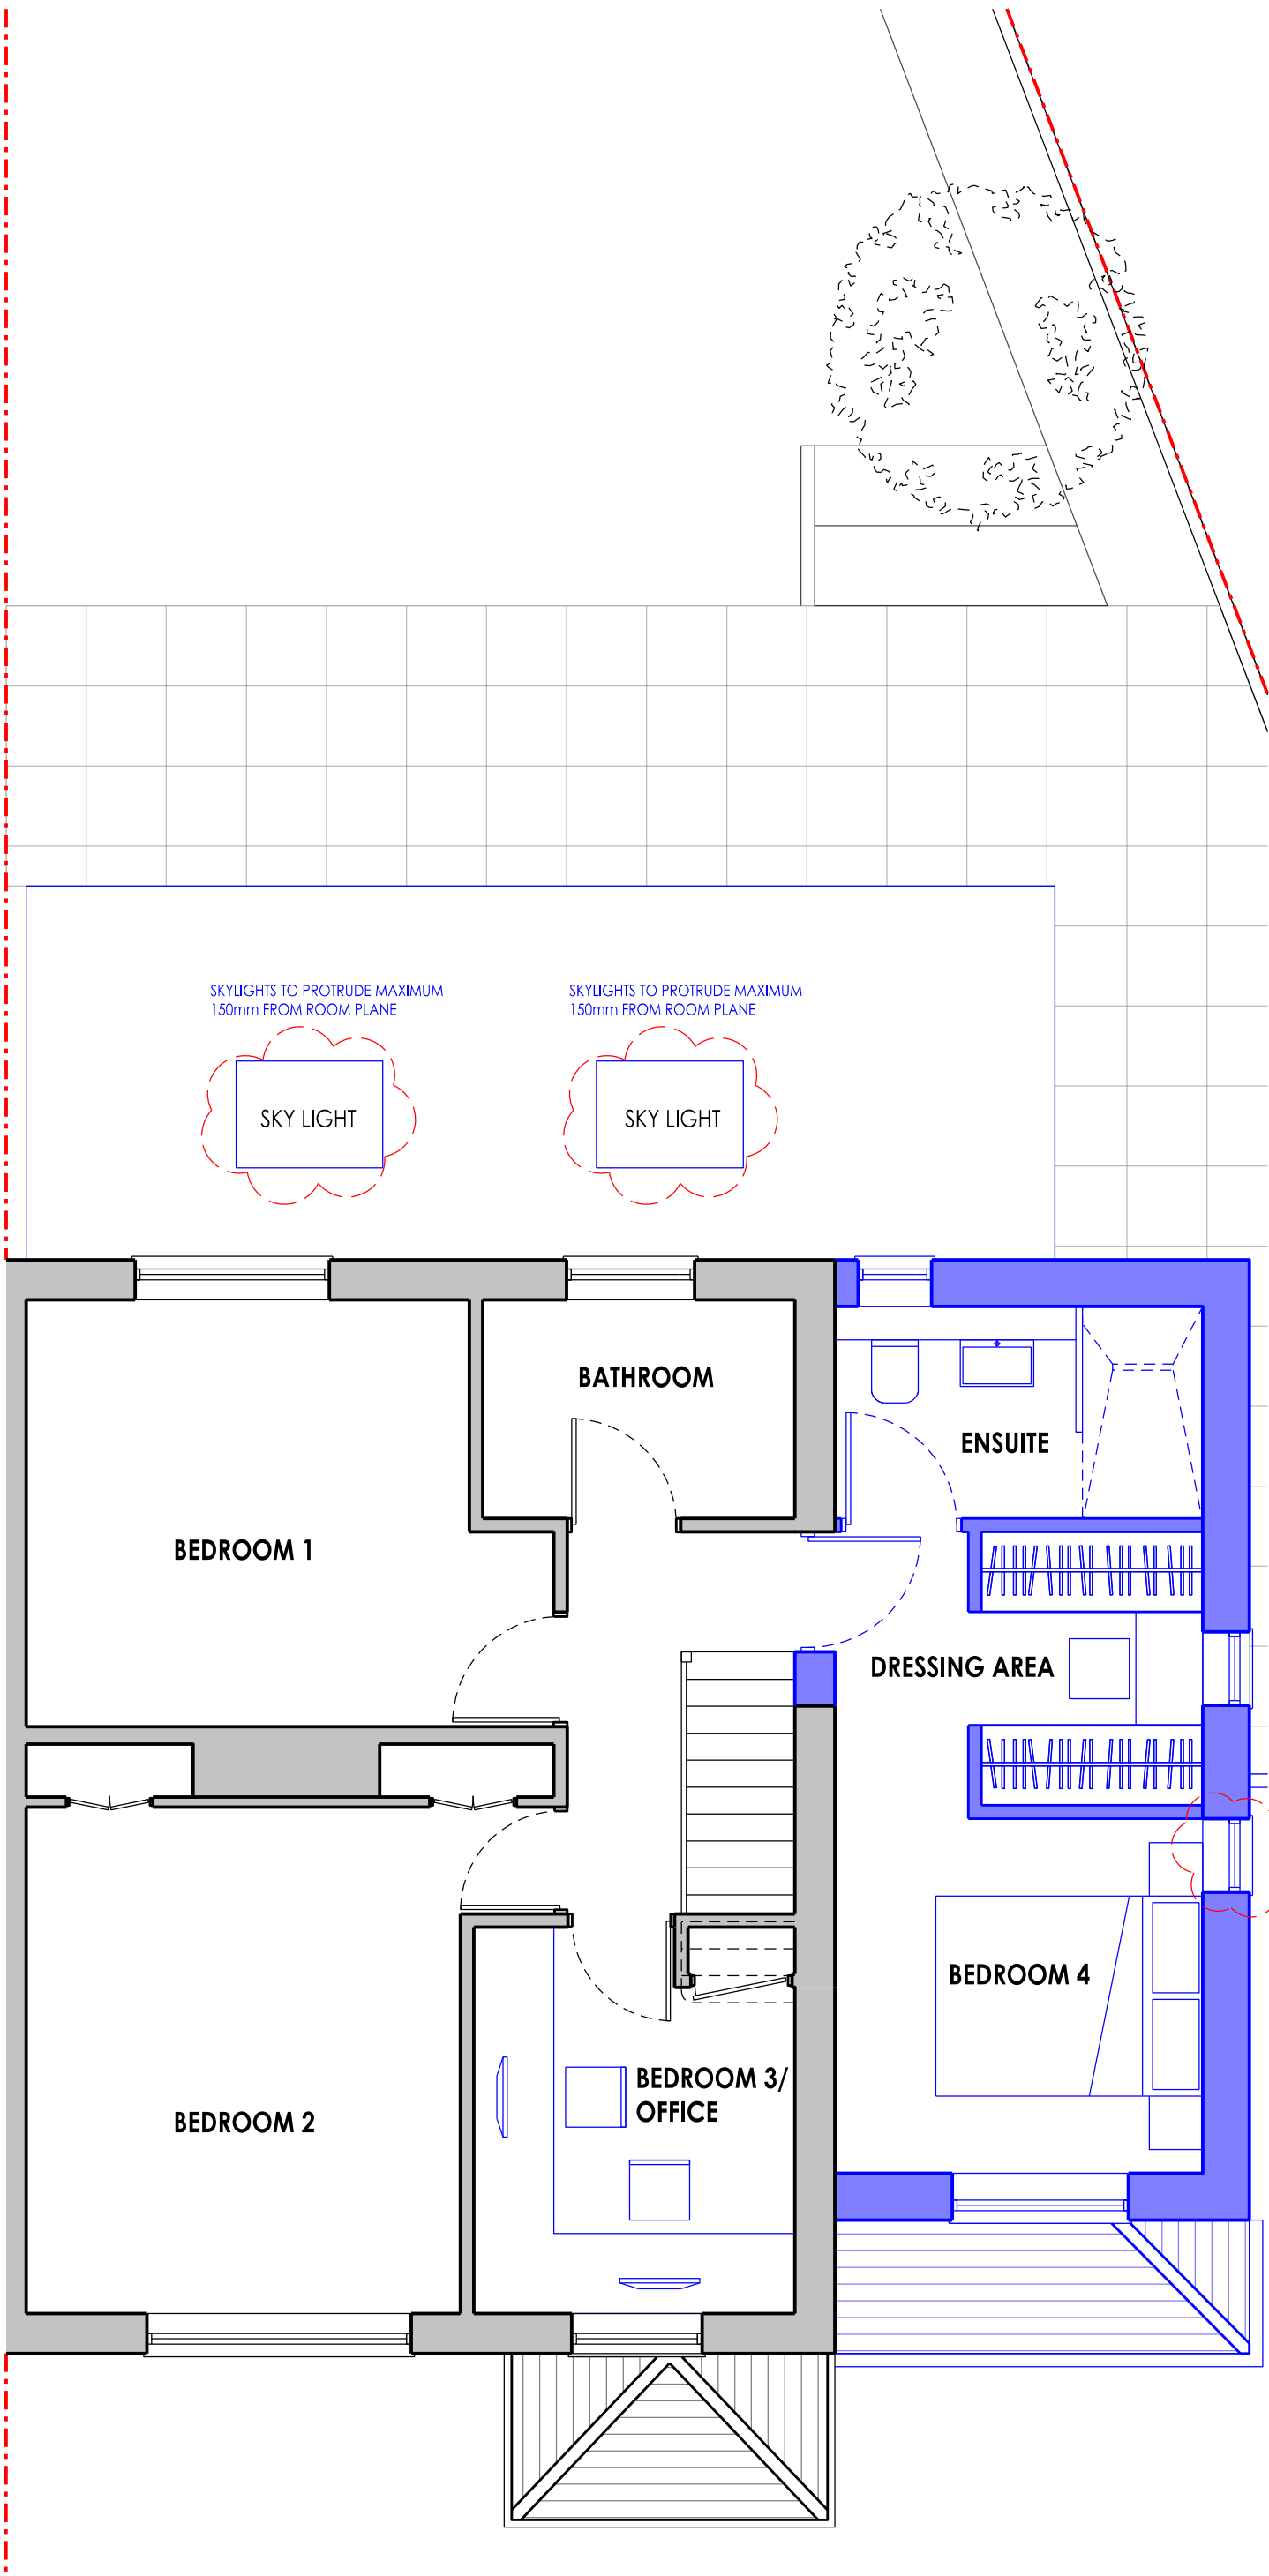 SKYLIGHTS TO PROTRUDE MAXIMUM
150mm FROM ROOM PLANE
SKYLIGHTS TO PROTRUDE MAXIMUM
150mm FROM ROOM PLANE
SKY LIGHT
SKY LIGHT
BATHROOM
ENSUITE
BEDROOM 1
DRESSING AREA
BEDROOM 4
BEDROOM 3/
OFFICE
BEDROOM 2